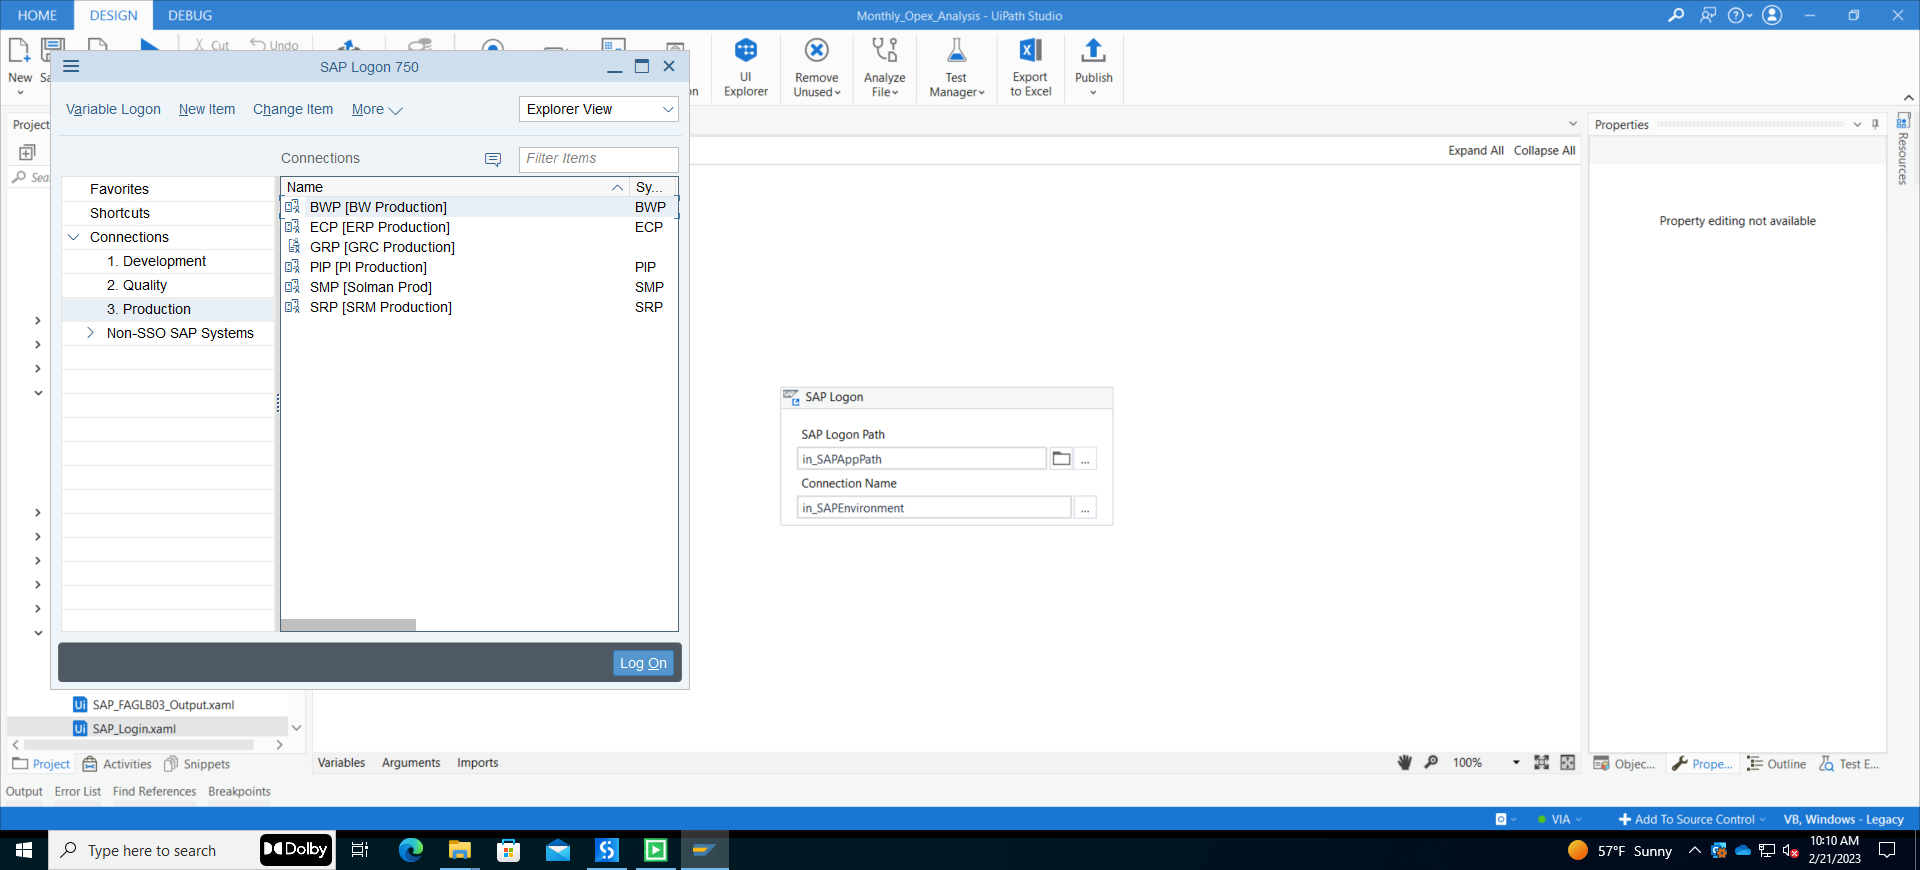 HOME DESIGN DEBUG Monthly_Opex_Analysis - UiPath Studio
Cut Undo
New
UI Explorer
Remove Unused
Analyze File
Test Manager
Export to Excel
Publish
SAP Logon 750
Variable Logon New Item Change Item More Explorer View
Connections Filter Items
Favorites
Shortcuts
Connections
1. Development
2. Quality
3. Production
Non-SSO SAP Systems
Name Sy...
BWP [BW Production] BWP
ECP [ERP Production] ECP
GRP [GRC Production]
PIP [PI Production] PIP
SMP [Solman Prod] SMP
SRP [SRM Production] SRP
Log On
Project
Expand All Collapse All
SAP Logon
SAP Logon Path
in_SAPAppPath ...
Connection Name
in_SAPEnvironment ...
Properties
Property editing not available
Resources
SAP_FAGLB03_Output.xaml
SAP_Login.xaml
Project Activities Snippets
Variables Arguments Imports 100%
Objec... Prope... Outline Test E...
Output Error List Find References Breakpoints
VIA Add To Source Control VB, Windows - Legacy
Type here to search Dolby
57°F Sunny
10:10 AM
2/21/2023